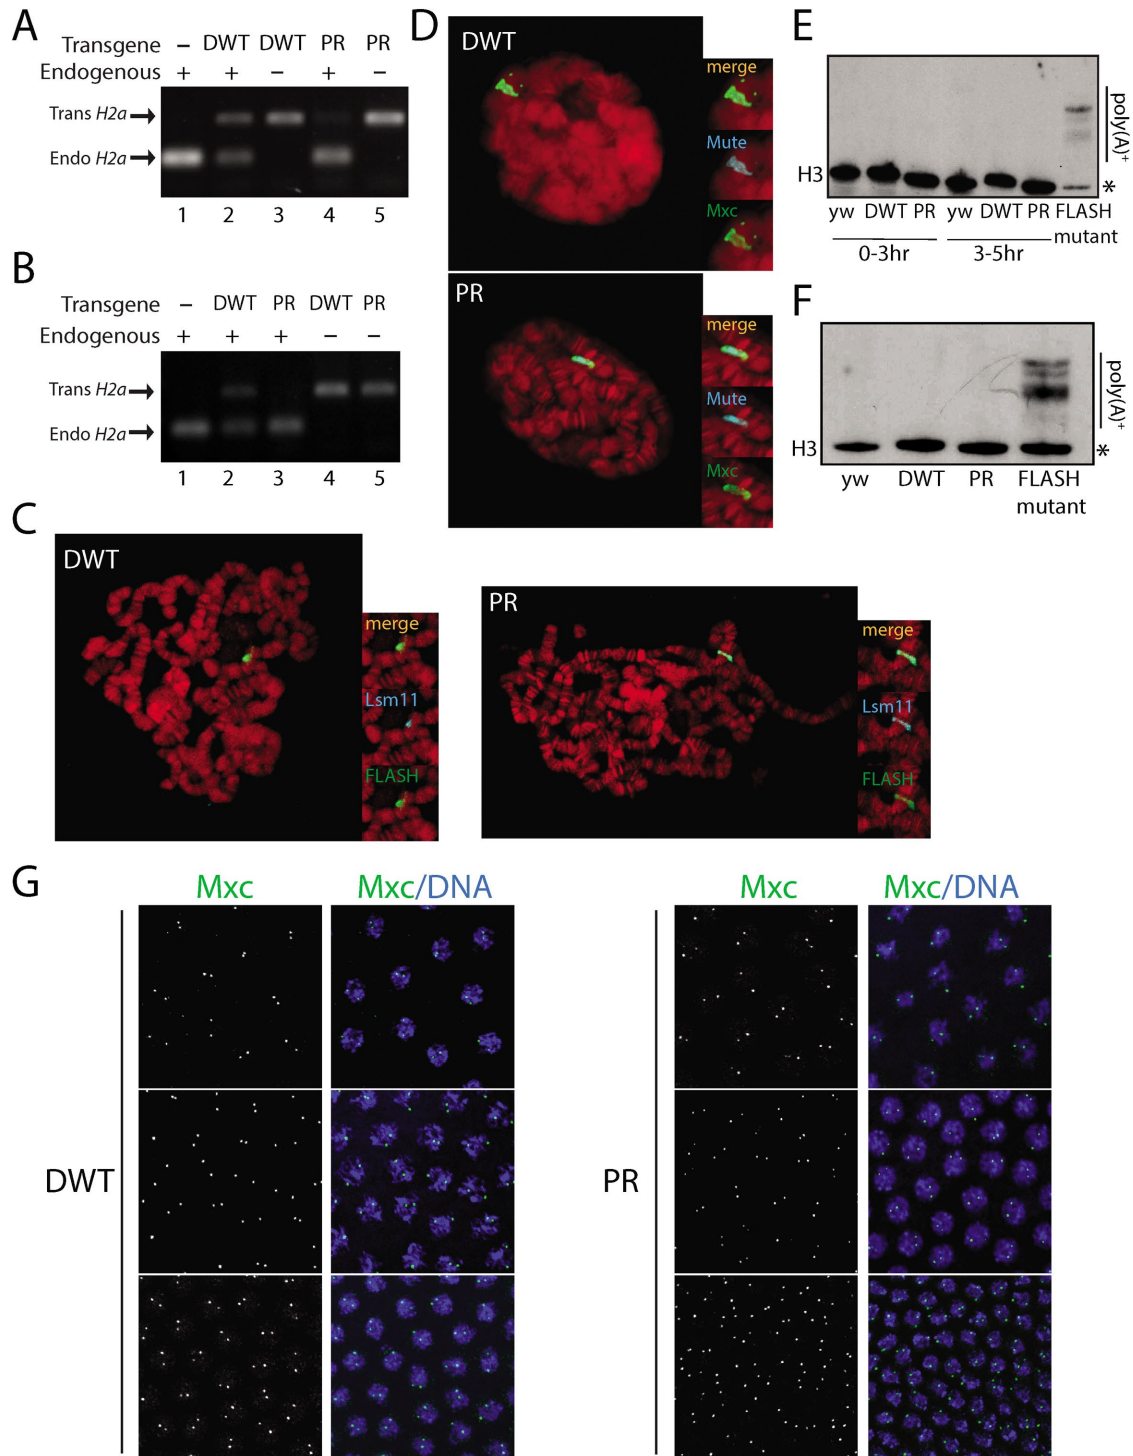 A
Transgene – DWT DWT PR PR
Endogenous + + – + –
Trans H2a
Endo H2a
1 2 3 4 5
B
Transgene – DWT PR DWT PR
Endogenous + + + – –
Trans H2a
Endo H2a
1 2 3 4 5
C
DWT
merge
Lsm11
FLASH
PR
merge
Lsm11
FLASH
D
DWT
merge
Mute
Mxc
PR
merge
Mute
Mxc
E
poly(A)+
H3
*
yw DWT PR yw DWT PR FLASH mutant
0-3hr 3-5hr
F
poly(A)+
H3
*
yw DWT PR FLASH mutant
G
Mxc Mxc/DNA Mxc Mxc/DNA
DWT PR